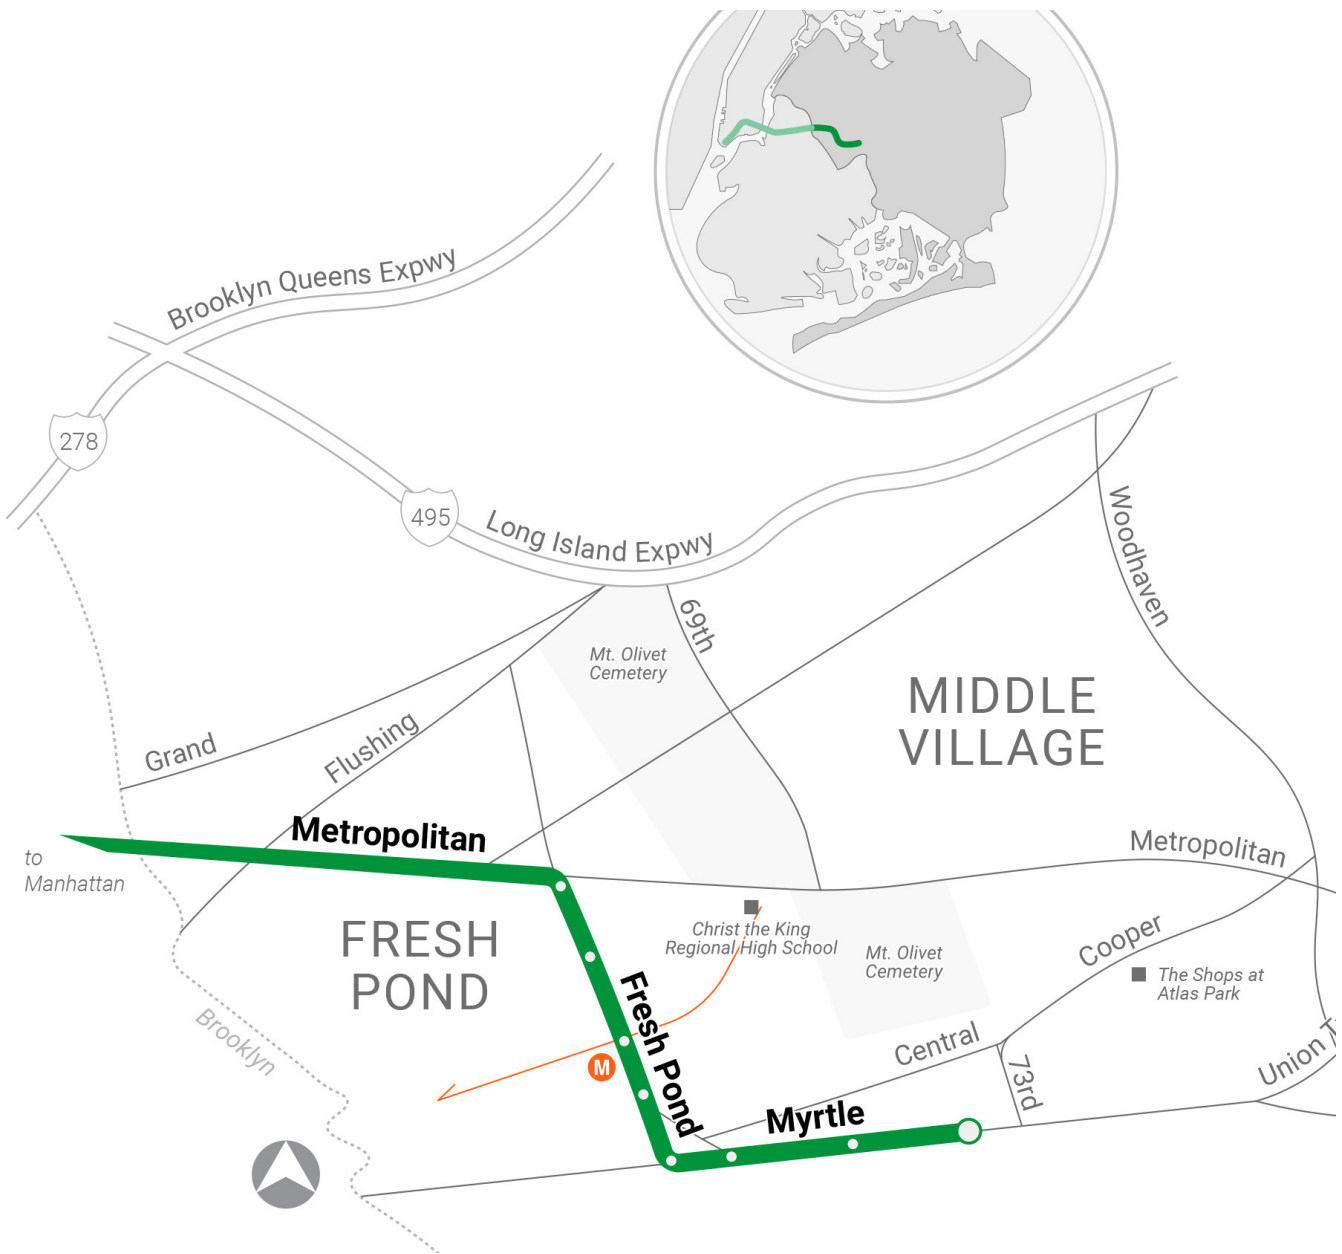 Brooklyn Queens Expwy
278
495
Long Island Expwy
69th
Woodhaven
Mt. Olivet
Cemetery
MIDDLE
VILLAGE
Grand
Flushing
Metropolitan
Metropolitan
to
Manhattan
FRESH
POND
Christ the King
Regional High School
Mt. Olivet
Cemetery
Cooper
The Shops at
Atlas Park
Fresh Pond
Brooklyn
M
Central
73rd
Union T
Myrtle